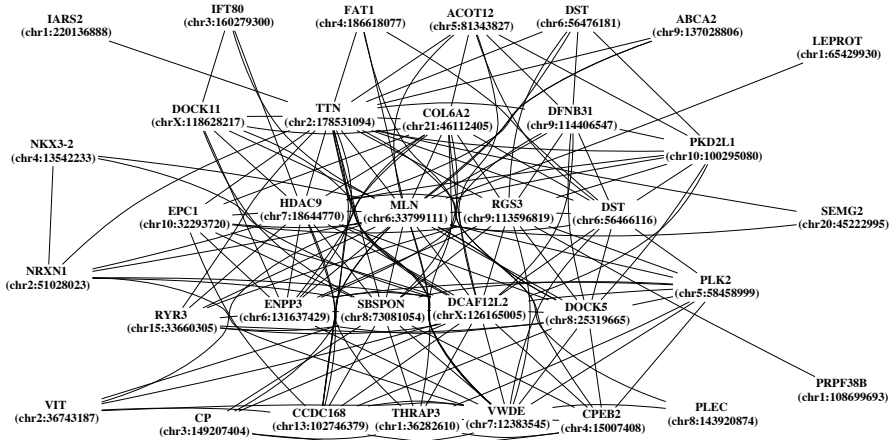 IARS2
(chr1:220136888)
IFT80
(chr3:160279300)
FAT1
(chr4:186618077)
ACOT12
(chr5:81343827)
DST
(chr6:56476181)
ABCA2
(chr9:137028806)
LEPROT
(chr1:65429930)
DOCK11
(chrX:118628217)
TTN
(chr2:178531094)
COL6A2
(chr21:46112405)
DFNB31
(chr9:114406547)
PKD2L1
(chr10:100295080)
NKX3-2
(chr4:13542233)
EPC1
(chr10:32293720)
HDAC9
(chr7:18644770)
MLN
(chr6:33799111)
RGS3
(chr9:113596819)
DST
(chr6:56466116)
SEMG2
(chr20:45222995)
NRXN1
(chr2:51028023)
RYR3
(chr15:33660305)
ENPP3
(chr6:131637429)
SBSPON
(chr8:73081054)
DCAF12L2
(chrX:126165005)
DOCK5
(chr8:25319665)
PLK2
(chr5:58458999)
PRPF38B
(chr1:108699693)
VIT
(chr2:36743187)
CP
(chr3:149207404)
CCDC168
(chr13:102746379)
THRAP3
(chr1:36282610)
VWDE
(chr7:12383545)
CPEB2
(chr4:15007408)
PLEC
(chr8:143920874)